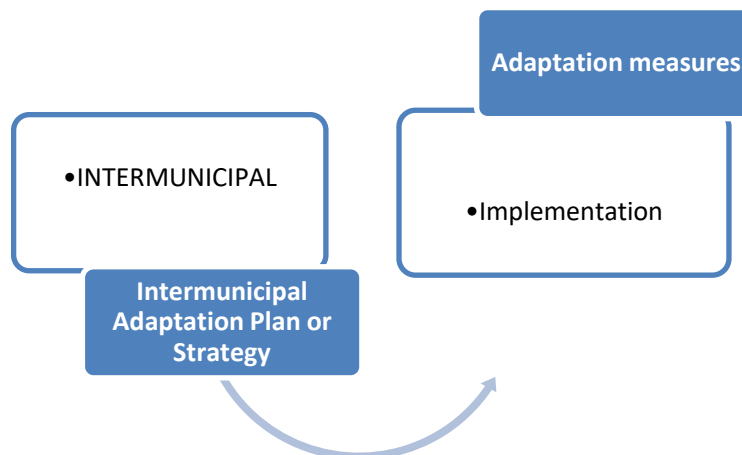 •INTERMUNICIPAL
Intermunicipal
Adaptation Plan or
Strategy
Adaptation measures
•Implementation